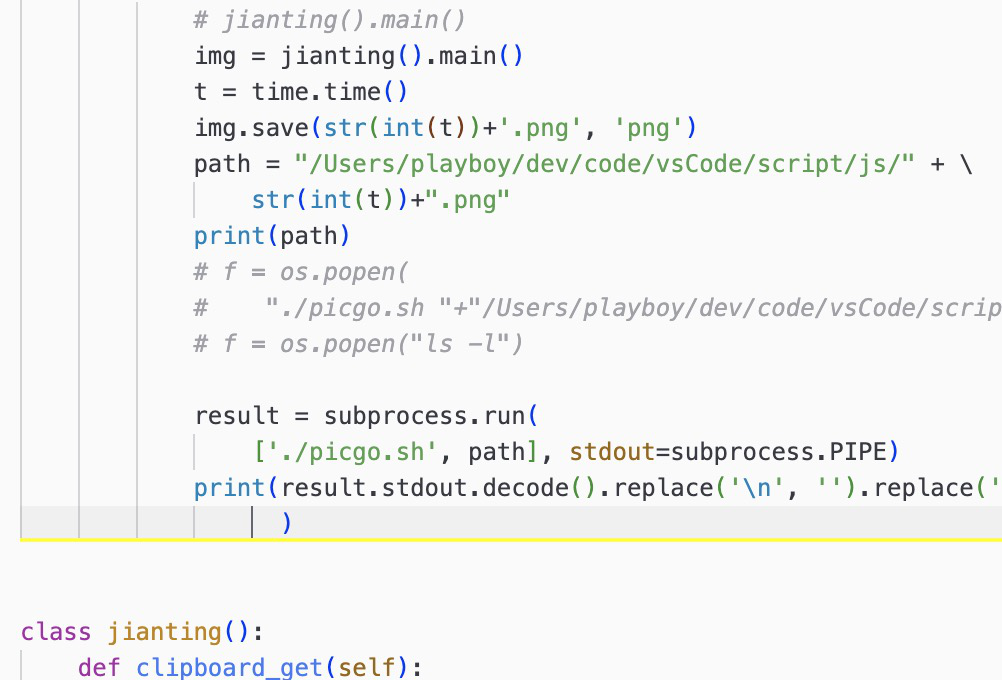 # jianting().main()
img = jianting().main()
t = time.time()
img.save(str(int(t))+'.png', 'png')
path = "/Users/playboy/dev/code/vsCode/script/js/" + \
str(int(t))+".png"
print(path)
# f = os.popen(
#    "./picgo.sh "+"/Users/playboy/dev/code/vsCode/scrip
# f = os.popen("ls -l")
result = subprocess.run(
['./picgo.sh', path], stdout=subprocess.PIPE)
print(result.stdout.decode().replace('\n', '').replace('
)
class jianting():
def clipboard_get(self):